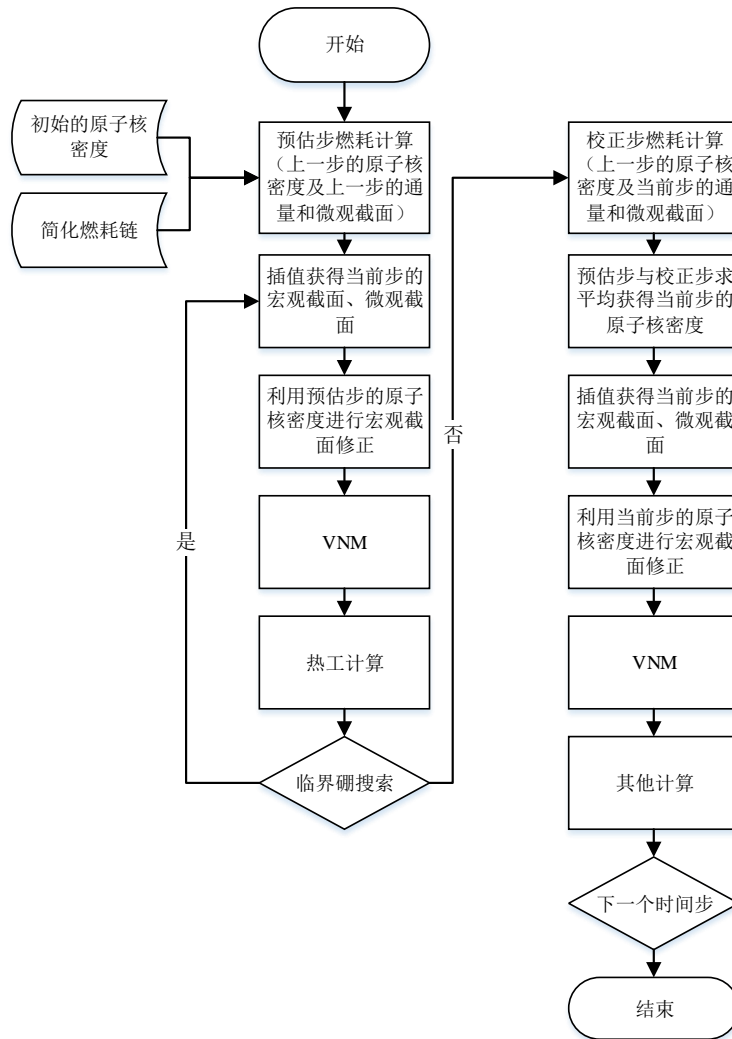 开始
初始的原子核
密度
简化燃耗链
预估步燃耗计算
（上一步的原子核
密度及上一步的通
量和微观截面）
插值获得当前步的
宏观截面、微观截
面
利用预估步的原子
核密度进行宏观截
面修正
VNM
热工计算
临界硼搜索
是
否
校正步燃耗计算
（上一步的原子核
密度及当前步的通
量和微观截面）
预估步与校正步求
平均获得当前步的
原子核密度
插值获得当前步的
宏观截面、微观截
面
利用当前步的原子
核密度进行宏观截
面修正
VNM
其他计算
下一个时间步
结束